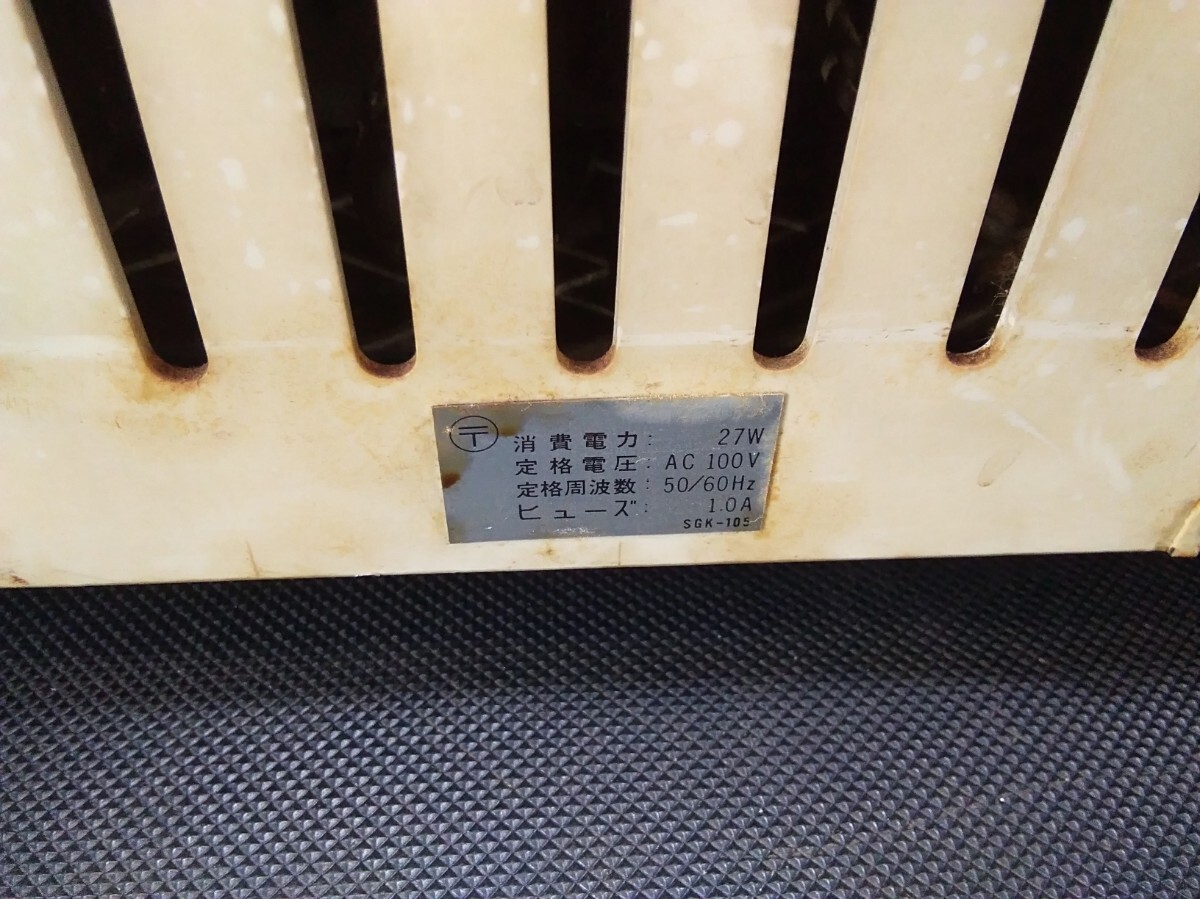 〒 消費電力: 27W
定格電圧: AC 100V
定格周波数: 50/60Hz
ヒューズ: 1.0A
SGK-105